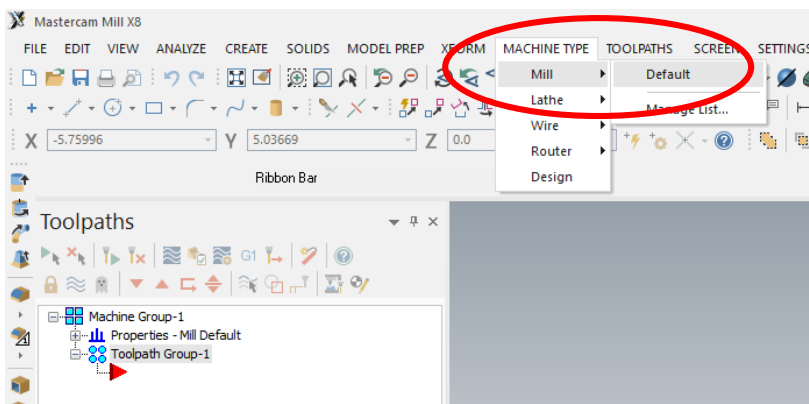 Mastercam Mill X8
FILE EDIT VIEW ANALYZE CREATE SOLIDS MODEL PREP XFORM MACHINE TYPE TOOLPATHS SCREEN SETTINGS
Mill Default
Lathe Manage List...
Wire
Router
Design
X -5.75996 Y 5.03669 Z 0.0
Ribbon Bar
Toolpaths
G1
Machine Group-1
Properties - Mill Default
Toolpath Group-1